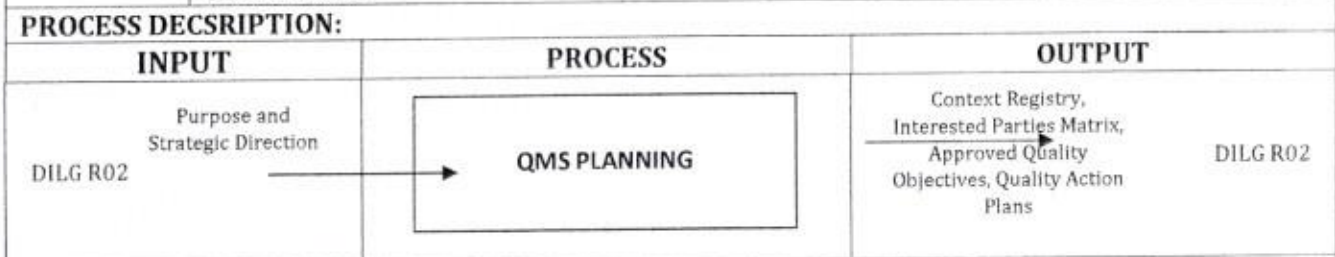 PROCESS DECSRIPTION:
INPUT
PROCESS
OUTPUT
Purpose and
Strategic Direction
DILG R02
QMS PLANNING
Context Registry,
Interested Parties Matrix,
Approved Quality
Objectives, Quality Action
Plans
DILG R02